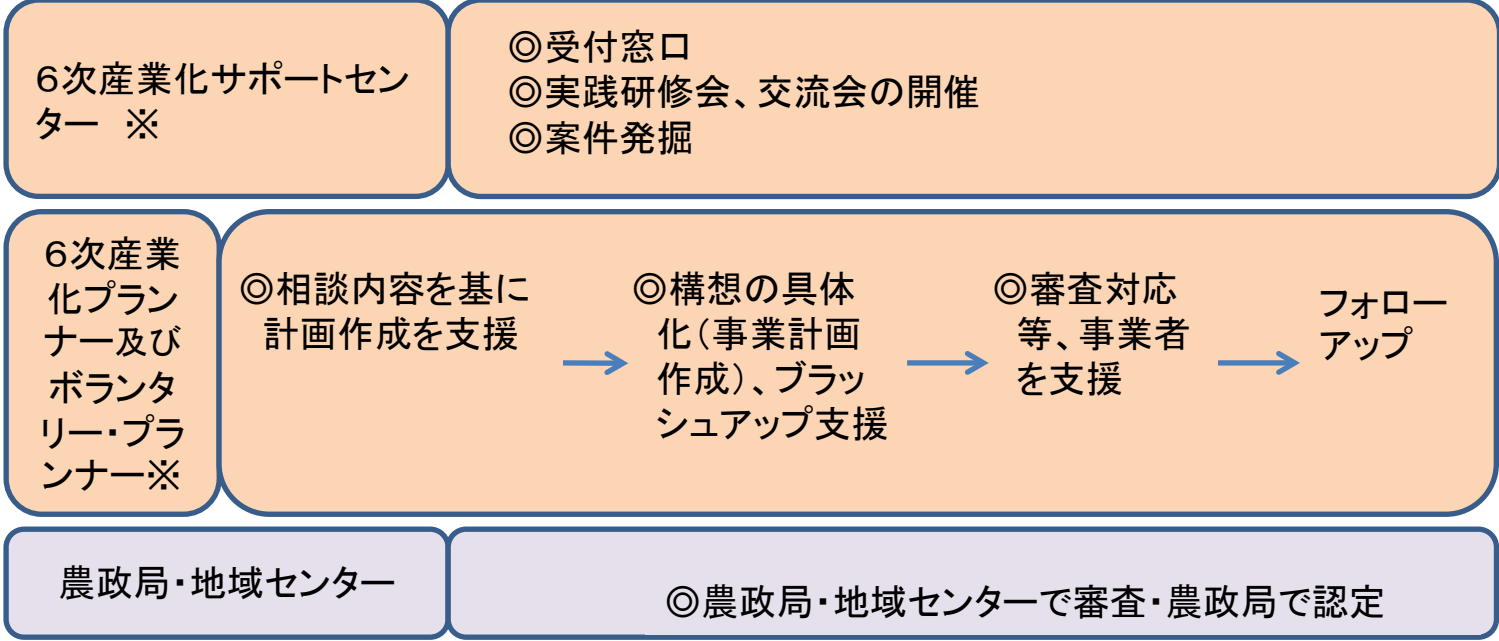 ６次産業化サポートセン
ター　※
◎受付窓口
◎実践研修会、交流会の開催
◎案件発掘
６次産業
化プラン
ナー及び
ボランタ
リー・プラ
ンナー※
◎相談内容を基に
計画作成を支援
◎構想の具体
化（事業計画
作成）、ブラッ
シュアップ支援
◎審査対応
等、事業者
を支援
フォロー
アップ
農政局・地域センター
◎農政局・地域センターで審査・農政局で認定